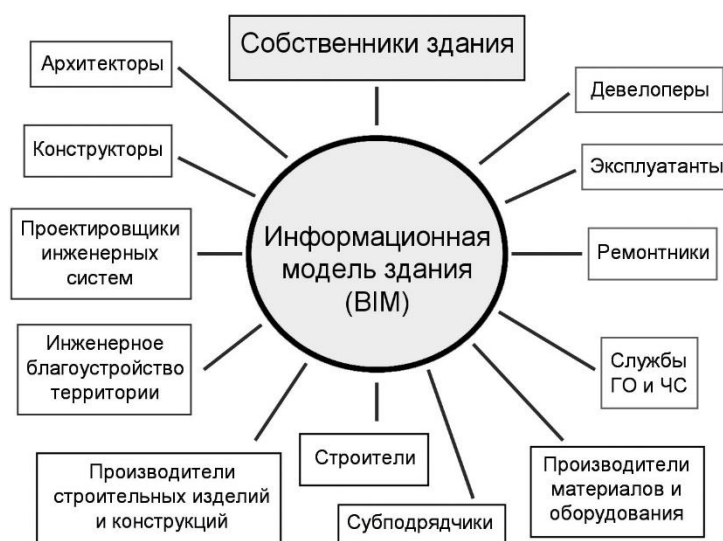 Собственники здания
Архитекторы
Девелоперы
Конструкторы
Эксплуатанты
Проектировщики
инженерных
систем
Информационная
модель здания
(BIM)
Ремонтники
Инженерное
благоустройство
территории
Службы
ГО и ЧС
Производители
строительных изделий
и конструкций
Строители
Субподрядчики
Производители
материалов и
оборудования